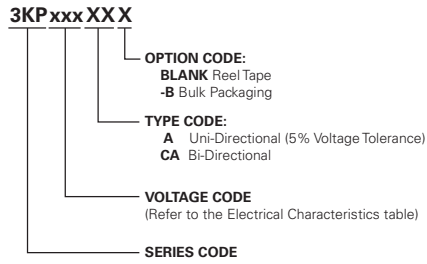 3KPxxxXX X
OPTION CODE:
BLANK Reel Tape
-B Bulk Packaging
TYPE CODE:
A Uni-Directional (5% Voltage Tolerance)
CA Bi-Directional
VOLTAGE CODE
(Refer to the Electrical Characteristics table)
SERIES CODE